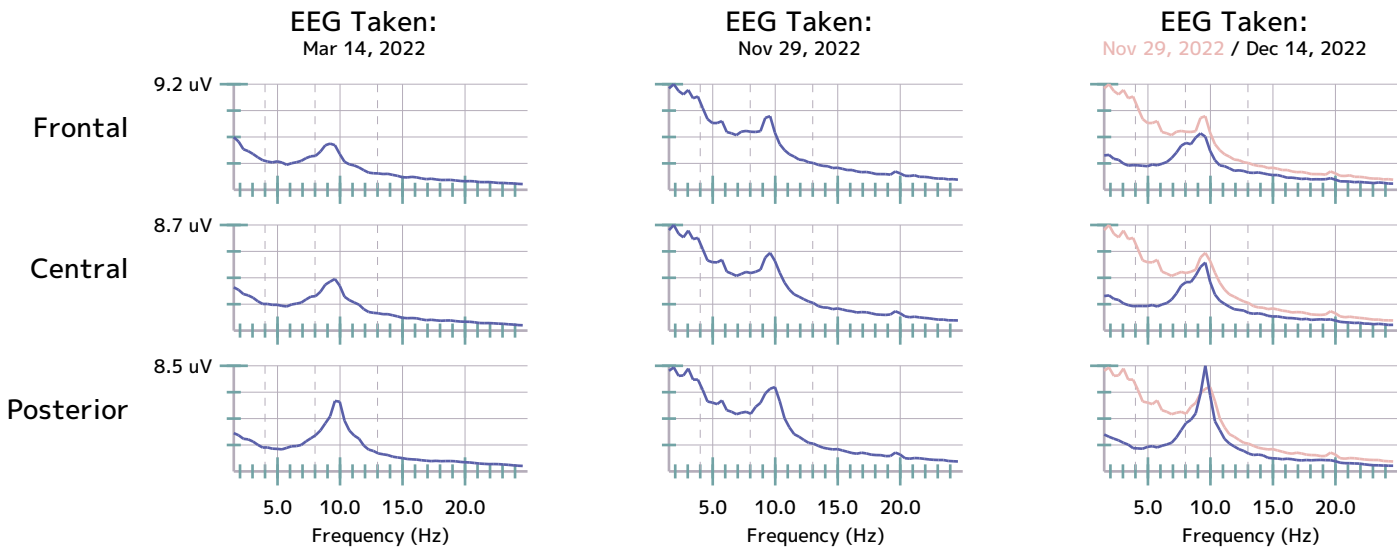 EEG Taken:
Mar 14, 2022
EEG Taken:
Nov 29, 2022
EEG Taken:
Nov 29, 2022 / Dec 14, 2022
Frontal
9.2 uV
Central
8.7 uV
Posterior
8.5 uV
5.0 10.0 15.0 20.0
Frequency (Hz)
5.0 10.0 15.0 20.0
Frequency (Hz)
5.0 10.0 15.0 20.0
Frequency (Hz)